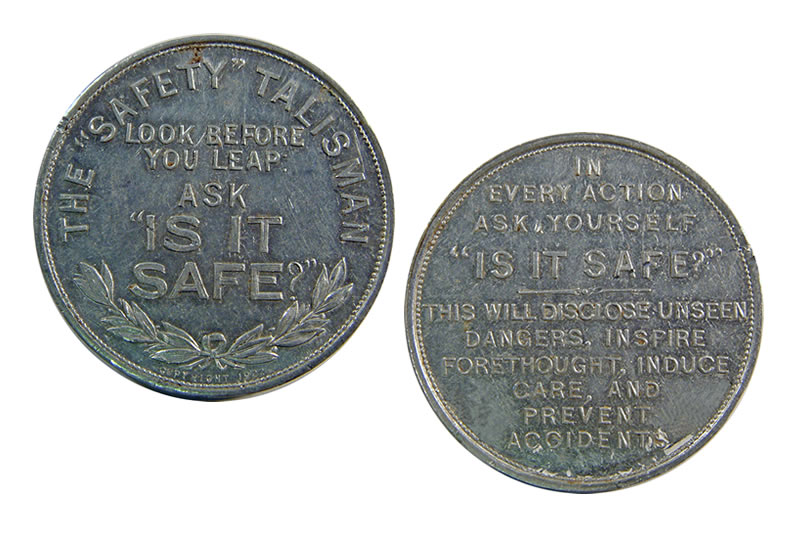 THE "SAFETY" TALISMAN
LOOK BEFORE
YOU LEAP:
ASK
"IS IT
SAFE?"
COPYRIGHT
IN
EVERY ACTION
ASK YOURSELF
"IS IT SAFE?"
THIS WILL DISCLOSE UNSEEN
DANGERS, INSPIRE
FORETHOUGHT, INDUCE
CARE, AND
PREVENT
ACCIDENTS